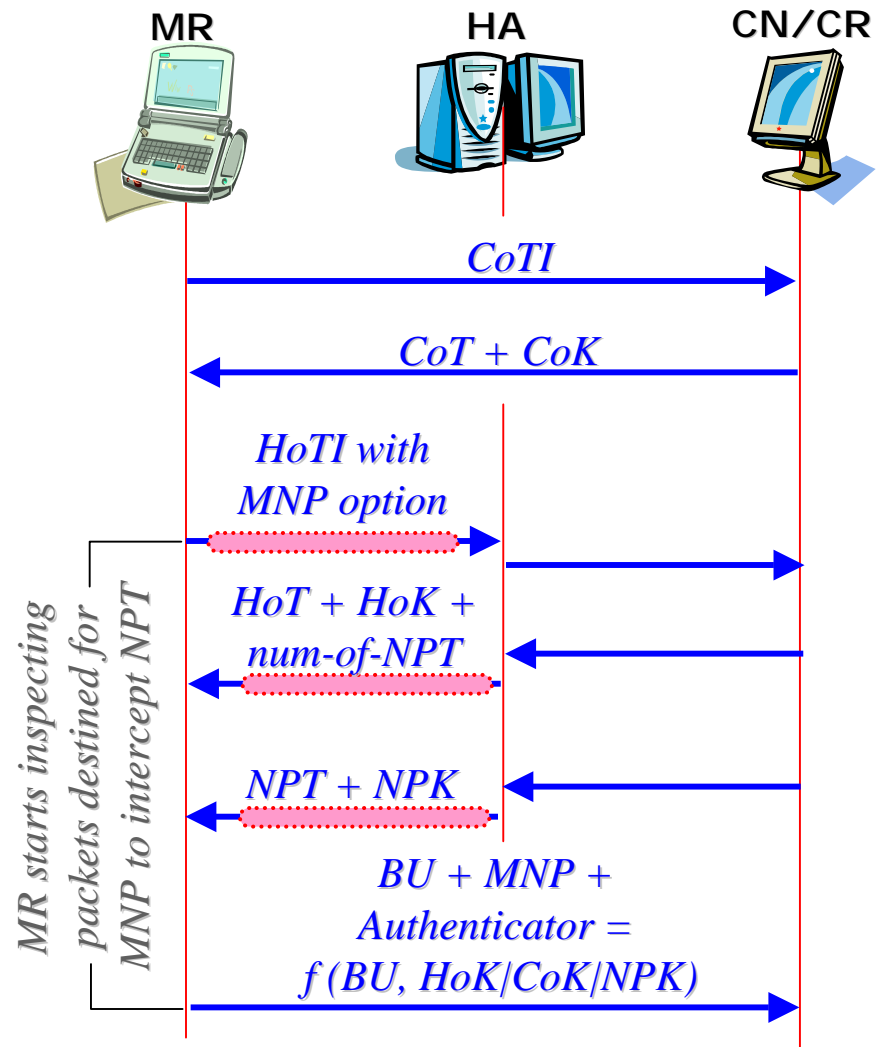 MR
HA
CN/CR
CoTI
CoT + CoK
HoTI with
MNP option
HoT + HoK +
num-of-NPT
NPT + NPK
MR starts inspecting
packets destined for
MNP to intercept NPT
BU + MNP +
Authenticator =
f (BU, HoK|CoK|NPK)